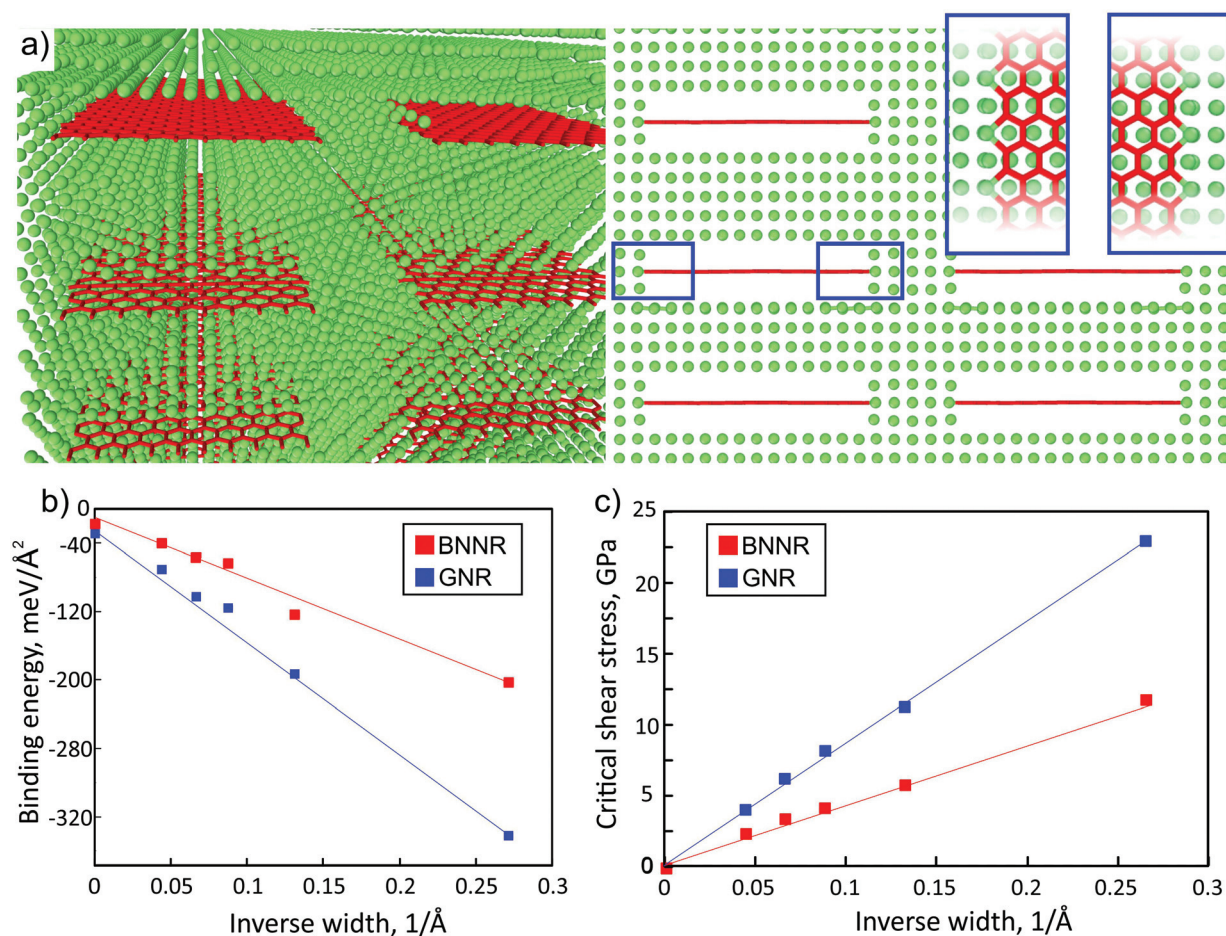 a)
b)
0
-40
-120
-200
-280
-320
Binding energy, meV/Å²
BNNR
GNR
0
0.05
0.1
0.15
0.2
0.25
0.3
Inverse width, 1/Å
c)
25
20
15
10
5
0
Critical shear stress, GPa
BNNR
GNR
0
0.05
0.1
0.15
0.2
0.25
0.3
Inverse width, 1/Å